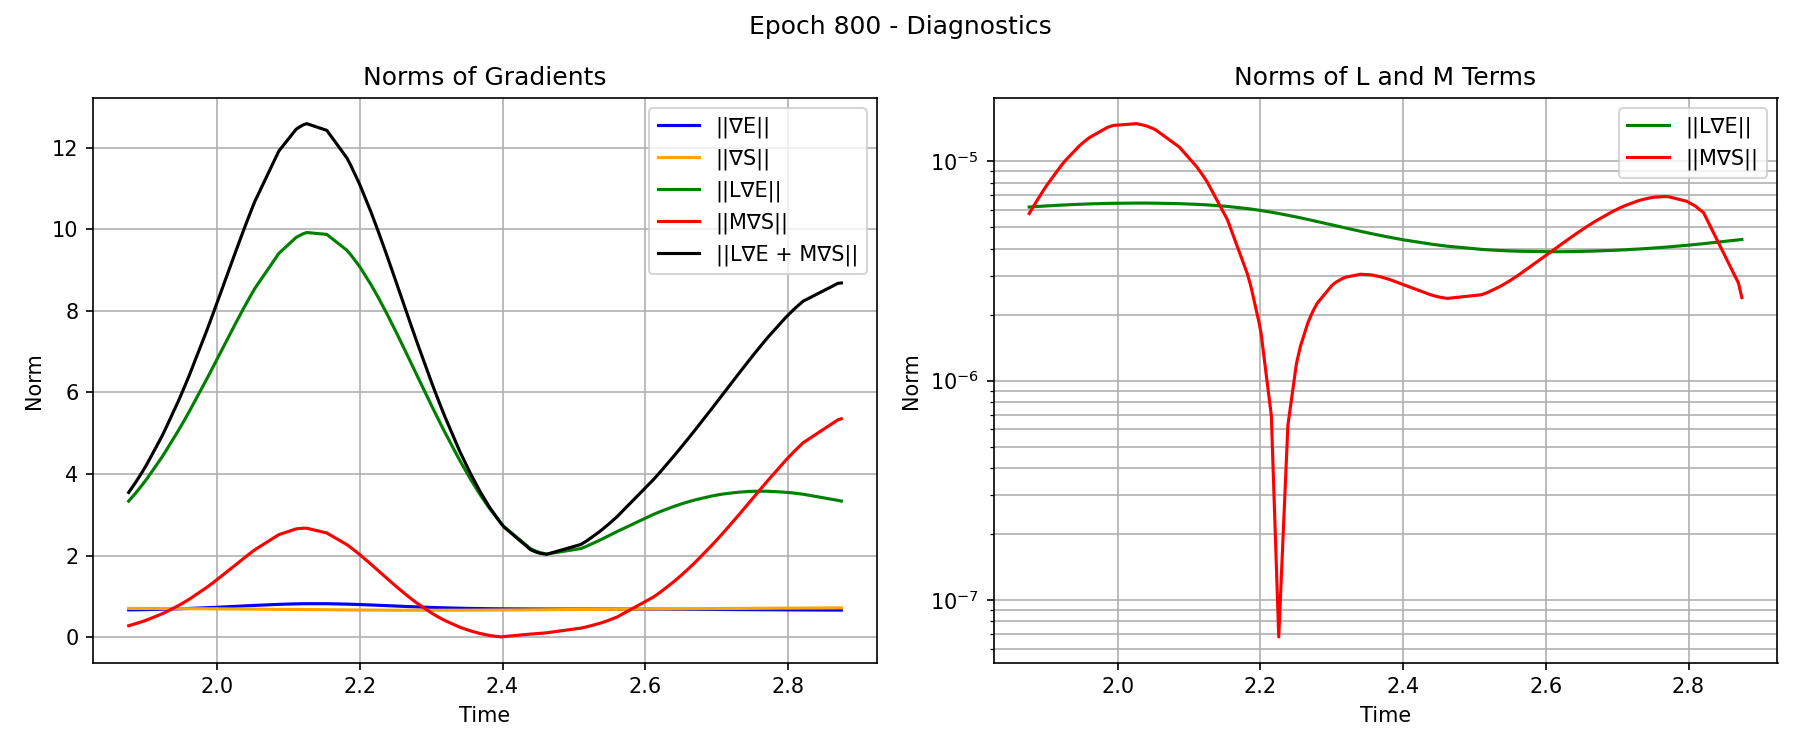 Epoch 800 - Diagnostics
Norms of Gradients
||∇E||
||∇S||
||L∇E||
||M∇S||
||L∇E + M∇S||
12
10
8
6
4
2
0
Norm
2.0 2.2 2.4 2.6 2.8
Time
Norms of L and M Terms
||L∇E||
||M∇S||
10⁻⁵
10⁻⁶
10⁻⁷
Norm
2.0 2.2 2.4 2.6 2.8
Time